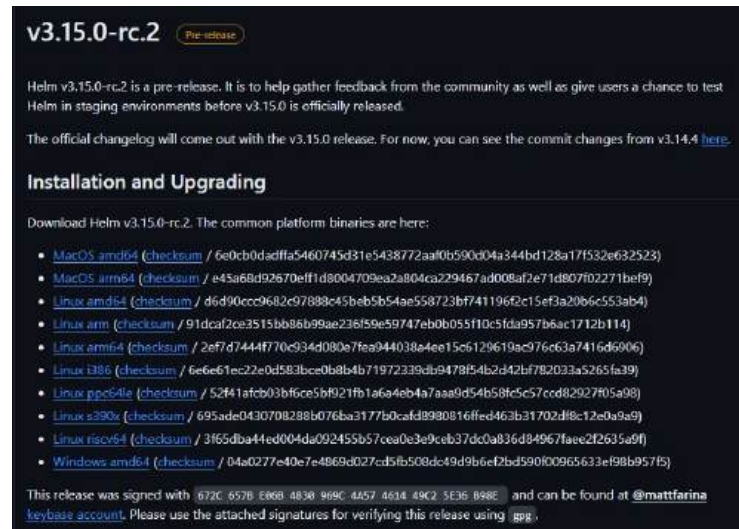 v3.15.0-rc.2 Pre-release
Helm v3.15.0-rc.2 is a pre-release. It is to help gather feedback from the community as well as give users a chance to test
Helm in staging environments before v3.15.0 is officially released.
The official changelog will come out with the v3.15.0 release. For now, you can see the commit changes from v3.14.4 here.
Installation and Upgrading
Download Helm v3.15.0-rc.2. The common platform binaries are here:
MacOS amd64 (checksum / 6e0cb0dadffa5460745d31e5438772aaf0b590d04a344bd128a17f532e632523)
MacOS arm64 (checksum / e45a68d92670eff1d8004709ea2a804ca229467ad008af2e71d807f02271bef9)
Linux amd64 (checksum / d6d90ccc9682c97888c45beb5b54ae558723bf741196f2c15ef3a20b6c553ab4)
Linux arm (checksum / 91dcaf2ce3515bb86b99ae236f59e59747eb0b055f10c5fda957b6ac1712b114)
Linux arm64 (checksum / 2ef7d7444f770c934d080e7fea944038a4ee15c6129619ac976c63a7416d6906)
Linux i386 (checksum / 6e6e61ec22e0d583bce0b8b4b71972339db9478f54b2d42bf782033a5265fa39)
Linux ppc64le (checksum / 52f41afcb03bf6ce5bf921fb1a6a4eb4a7aaa9d54b58fc5c57ccd82927f05a98)
Linux s390x (checksum / 695ade0430708288b076ba3177b0cafd8980816ffed463b31702df8c12e0a9a9)
Linux riscv64 (checksum / 3f65dba44ed004da092455b57cea0e3e9ceb37dc0a836d84967faee2f2635a9f)
Windows amd64 (checksum / 04a0277e40e7e4869d027cd5fb508dc49d9b6ef2bd590f00965633ef98b957f5)
This release was signed with 672C 657B E06B 4B30 969C 4A57 4614 49C2 5E36 B98E and can be found at @mattfarina
keybase account. Please use the attached signatures for verifying this release using gpg.